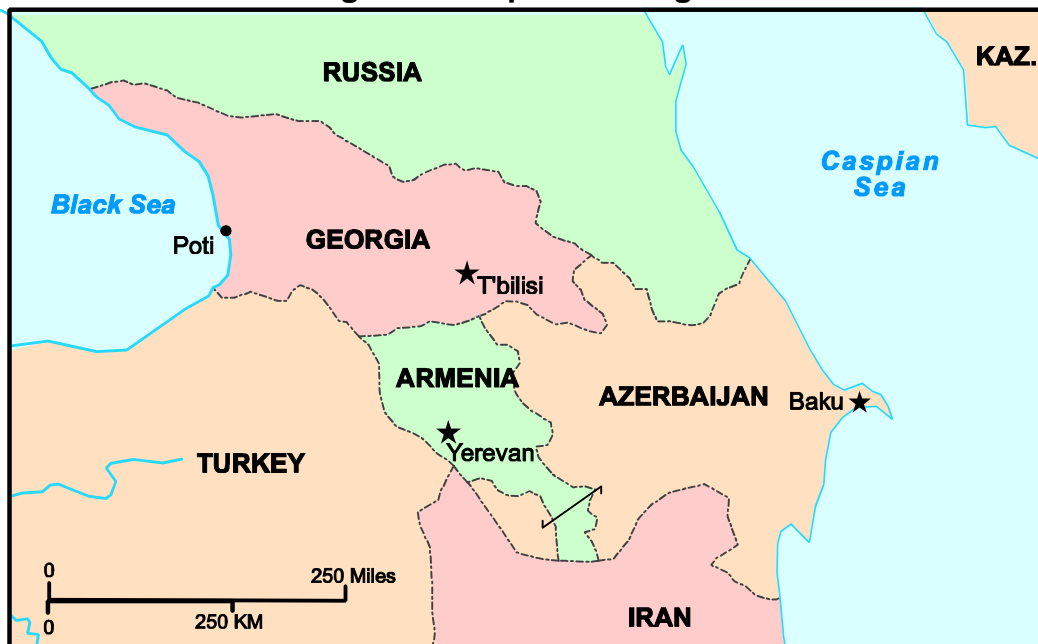 RUSSIA
KAZ.
Caspian
Sea
Black Sea
Poti
GEORGIA
T'bilisi
ARMENIA
AZERBAIJAN
Baku
Yerevan
TURKEY
0
250 Miles
0
250 KM
IRAN